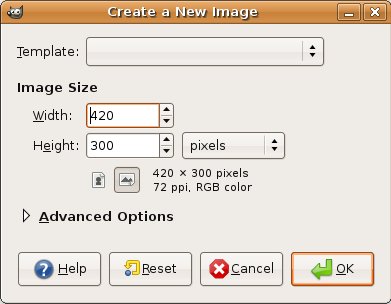 Create a New Image
Template:
Image Size
Width: 420
Height: 300 pixels
420 × 300 pixels
72 ppi, RGB color
Advanced Options
Help Reset Cancel OK